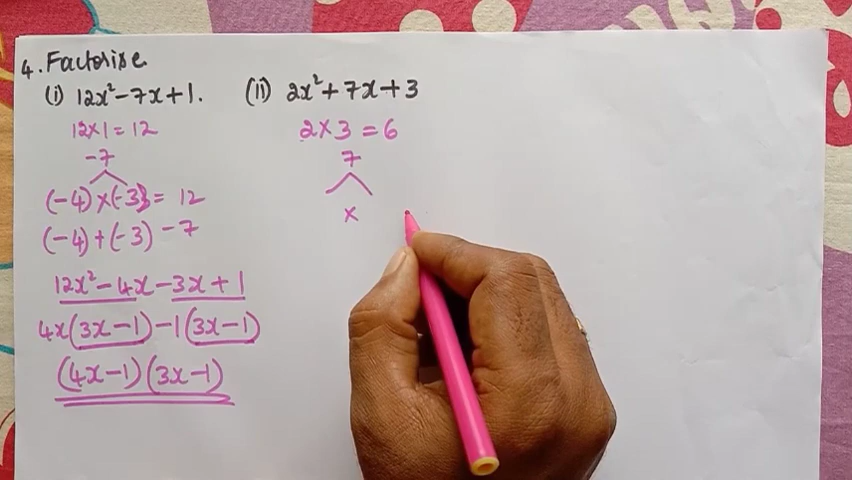 4. Factorise
(i) 12x² - 7x + 1.
12 x 1 = 12
-7
(-4) x (-3) = 12
(-4) + (-3) - 7
12x² - 4x - 3x + 1
4x(3x - 1) - 1(3x - 1)
(4x - 1)(3x - 1)
(ii) 2x² + 7x + 3
2 x 3 = 6
7
x